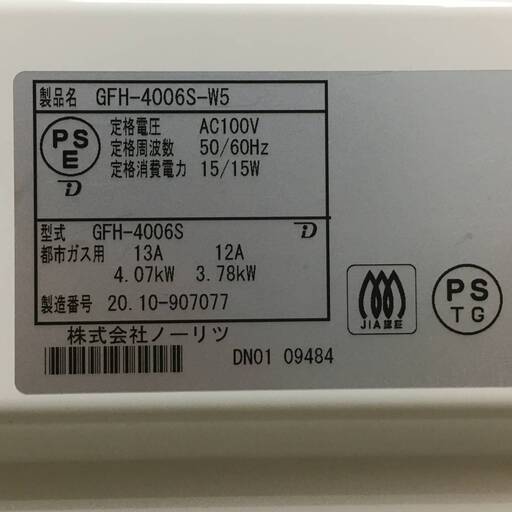 製品名 GFH-4006S-W5
PS
E
定格電圧 AC100V
定格周波数 50/60Hz
定格消費電力 15/15W
型式 GFH-4006S
都市ガス用 13A 12A
4.07kW 3.78kW
製造番号 20.10-907077
JIA認証
PS
TG
株式会社ノーリツ
DN01 09484